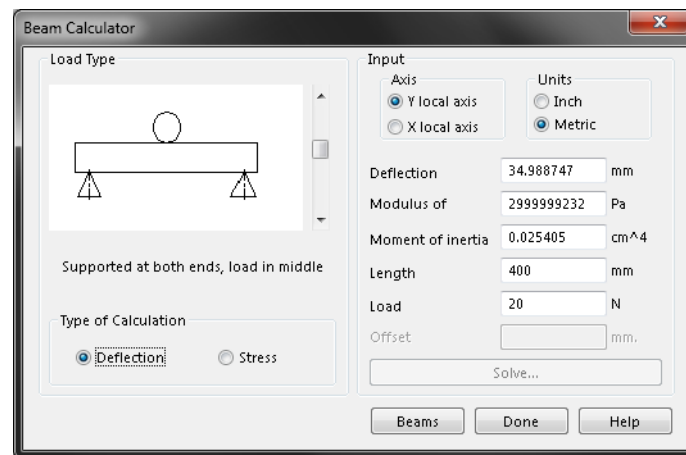 Beam Calculator
Load Type
Supported at both ends, load in middle
Type of Calculation
Deflection
Stress
Input
Axis
Y local axis
X local axis
Units
Inch
Metric
Deflection 34.988747 mm
Modulus of 2999999232 Pa
Moment of inertia 0.025405 cm^4
Length 400 mm
Load 20 N
Offset mm.
Solve...
Beams Done Help